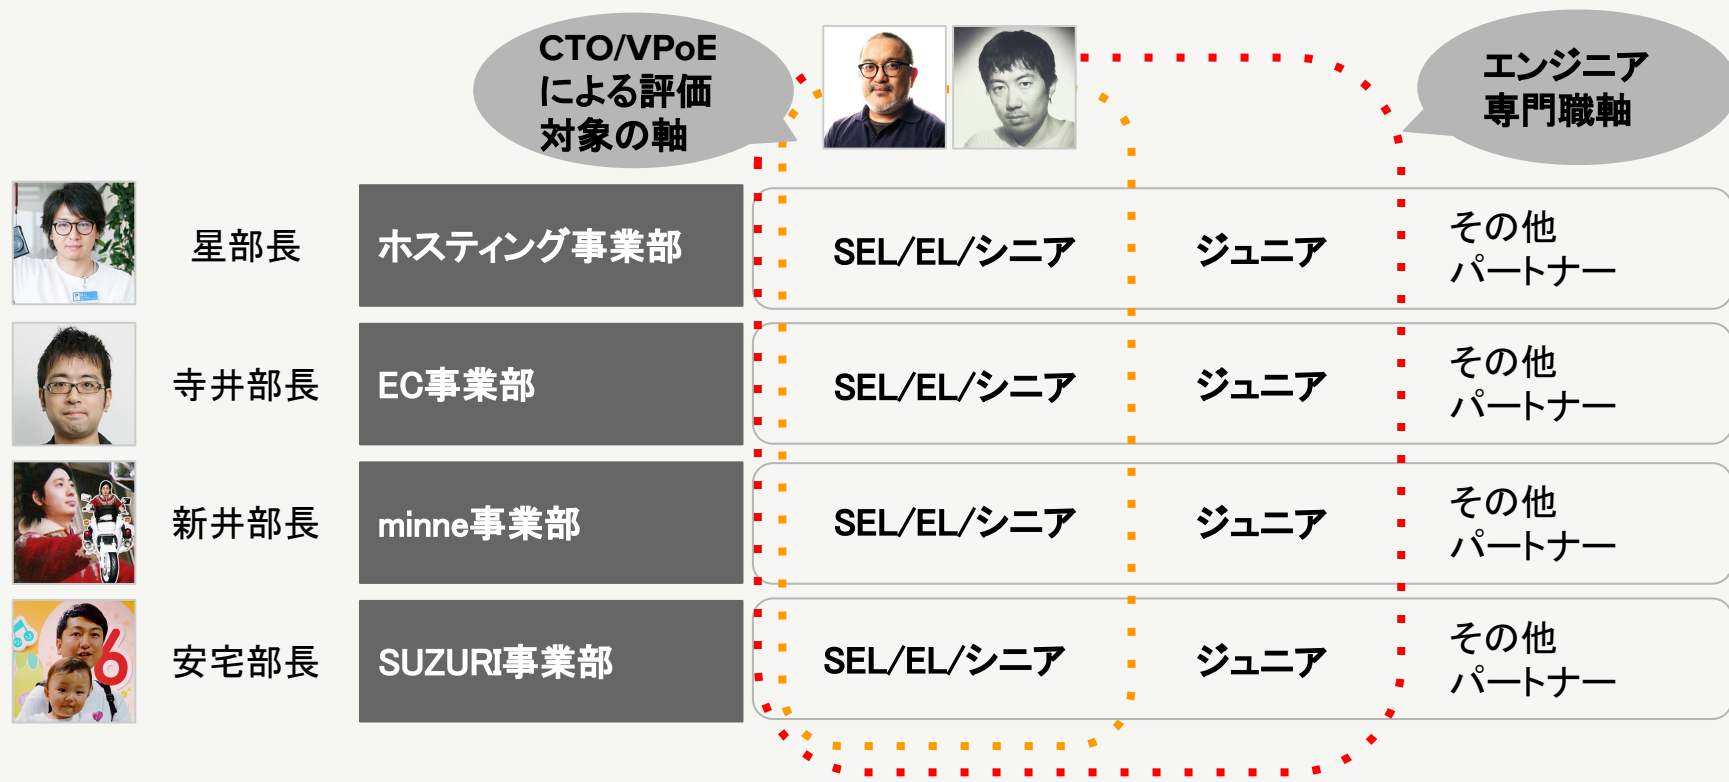 CTO/VPoE
による評価
対象の軸
エンジニア
専門職軸
星部長
ホスティング事業部
SEL/EL/シニア
ジュニア
その他
パートナー
寺井部長
EC事業部
SEL/EL/シニア
ジュニア
その他
パートナー
新井部長
minne事業部
SEL/EL/シニア
ジュニア
その他
パートナー
安宅部長
SUZURI事業部
SEL/EL/シニア
ジュニア
その他
パートナー
6